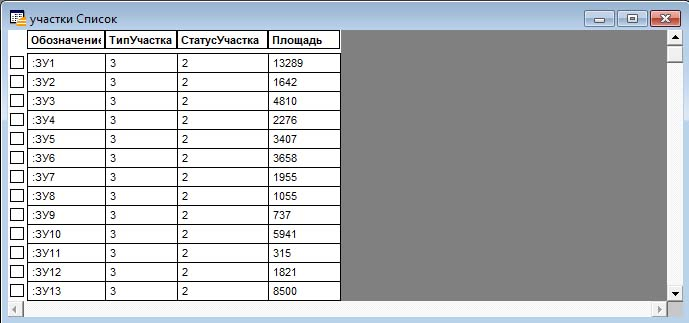 участки Список
Обозначение ТипУчастка СтатусУчастка Площадь
:ЗУ1 3 2 13289
:ЗУ2 3 2 1642
:ЗУ3 3 2 4810
:ЗУ4 3 2 2276
:ЗУ5 3 2 3407
:ЗУ6 3 2 3658
:ЗУ7 3 2 1955
:ЗУ8 3 2 1055
:ЗУ9 3 2 737
:ЗУ10 3 2 5941
:ЗУ11 3 2 315
:ЗУ12 3 2 1821
:ЗУ13 3 2 8500